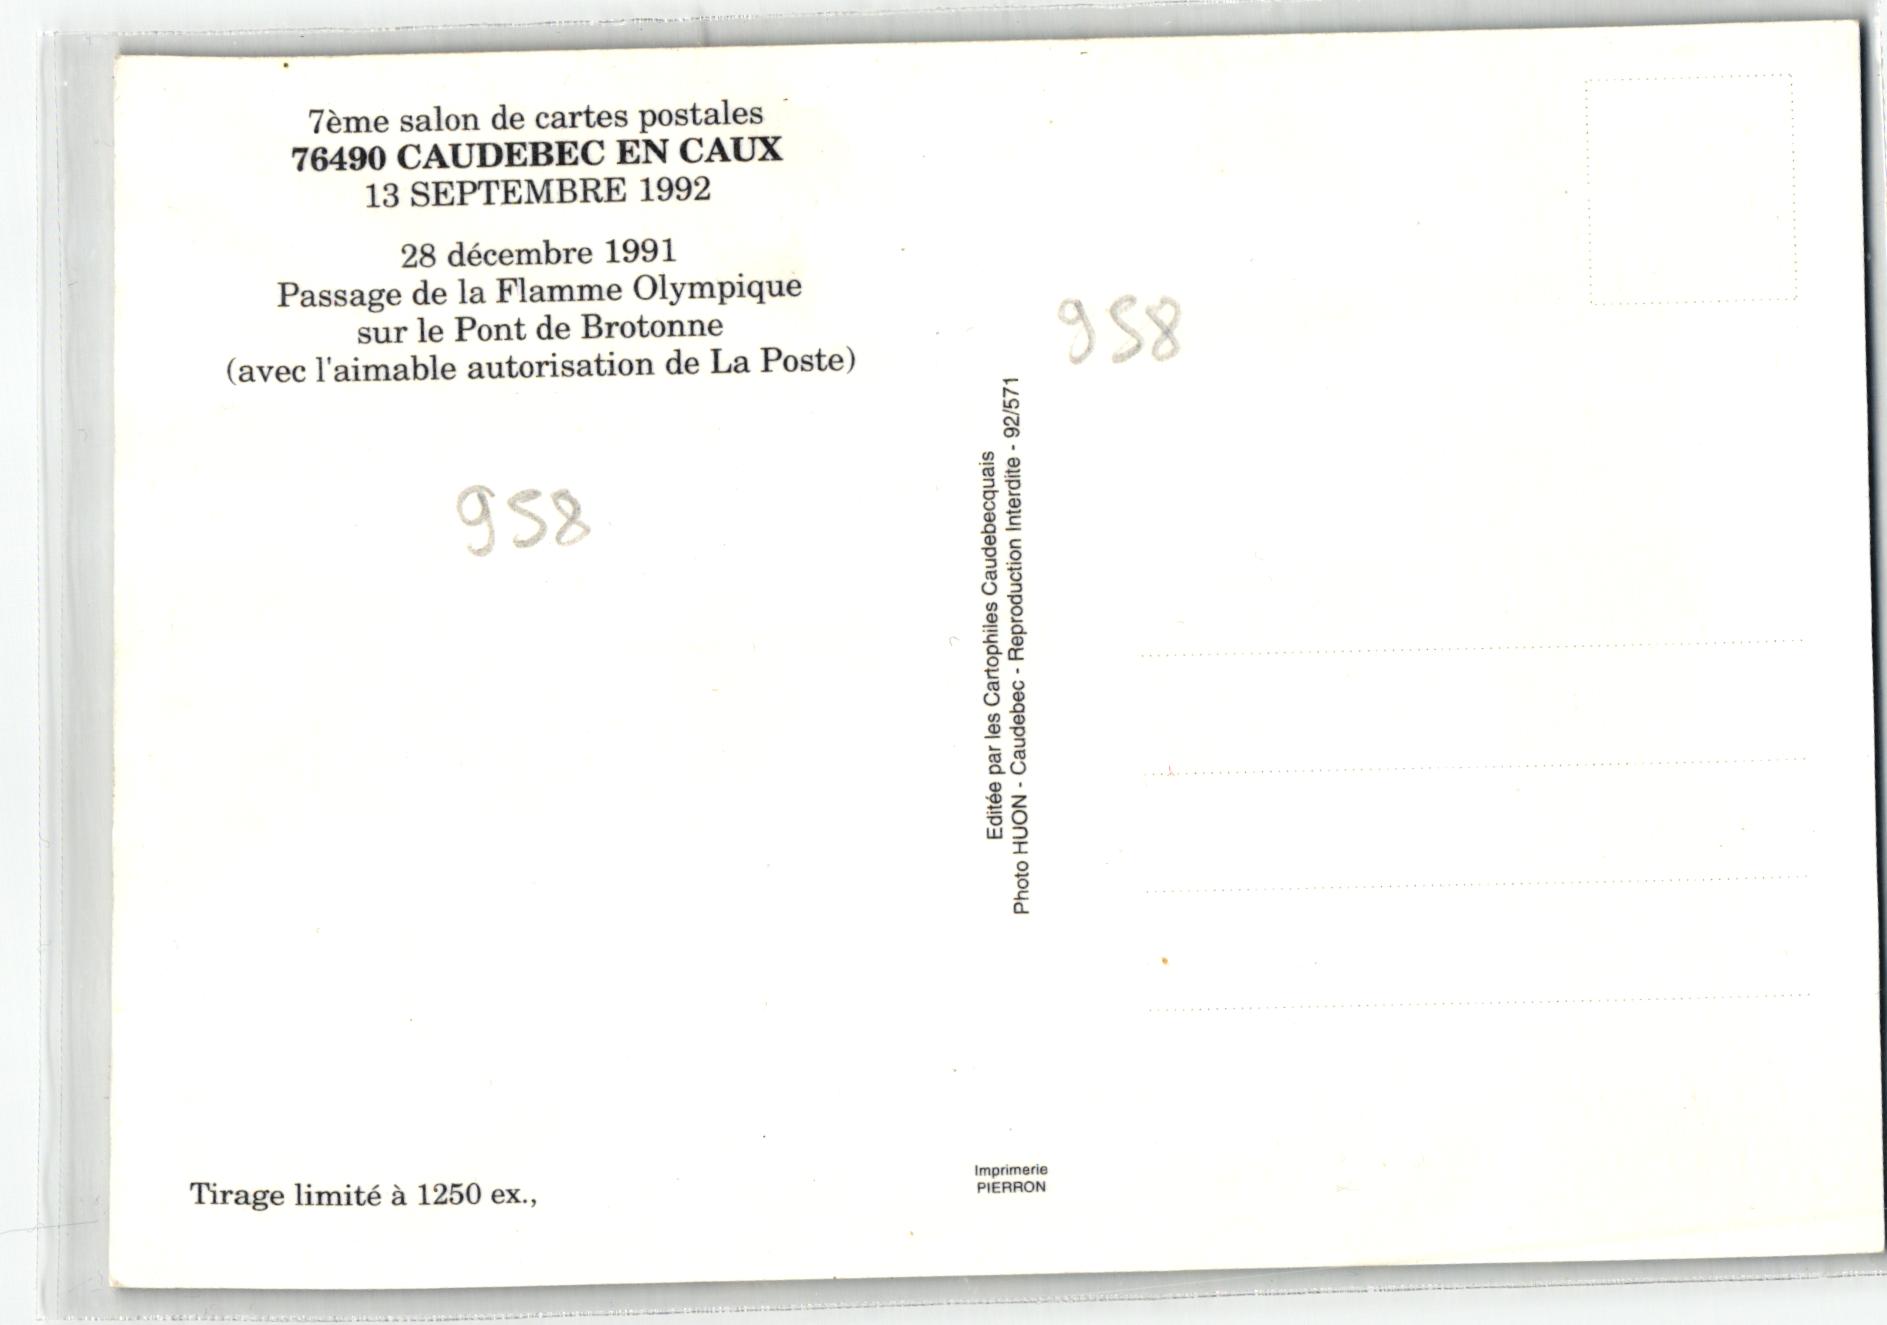 7ème salon de cartes postales
76490 CAUDEBEC EN CAUX
13 SEPTEMBRE 1992
28 décembre 1991
Passage de la Flamme Olympique
sur le Pont de Brotonne
(avec l'aimable autorisation de La Poste)
958
Tirage limité à 1250 ex.,
Editée par les Cartophiles Caudebecquais
Photo HUON - Caudebec - Reproduction Interdite - 92/571
Imprimerie
PIERRON
958